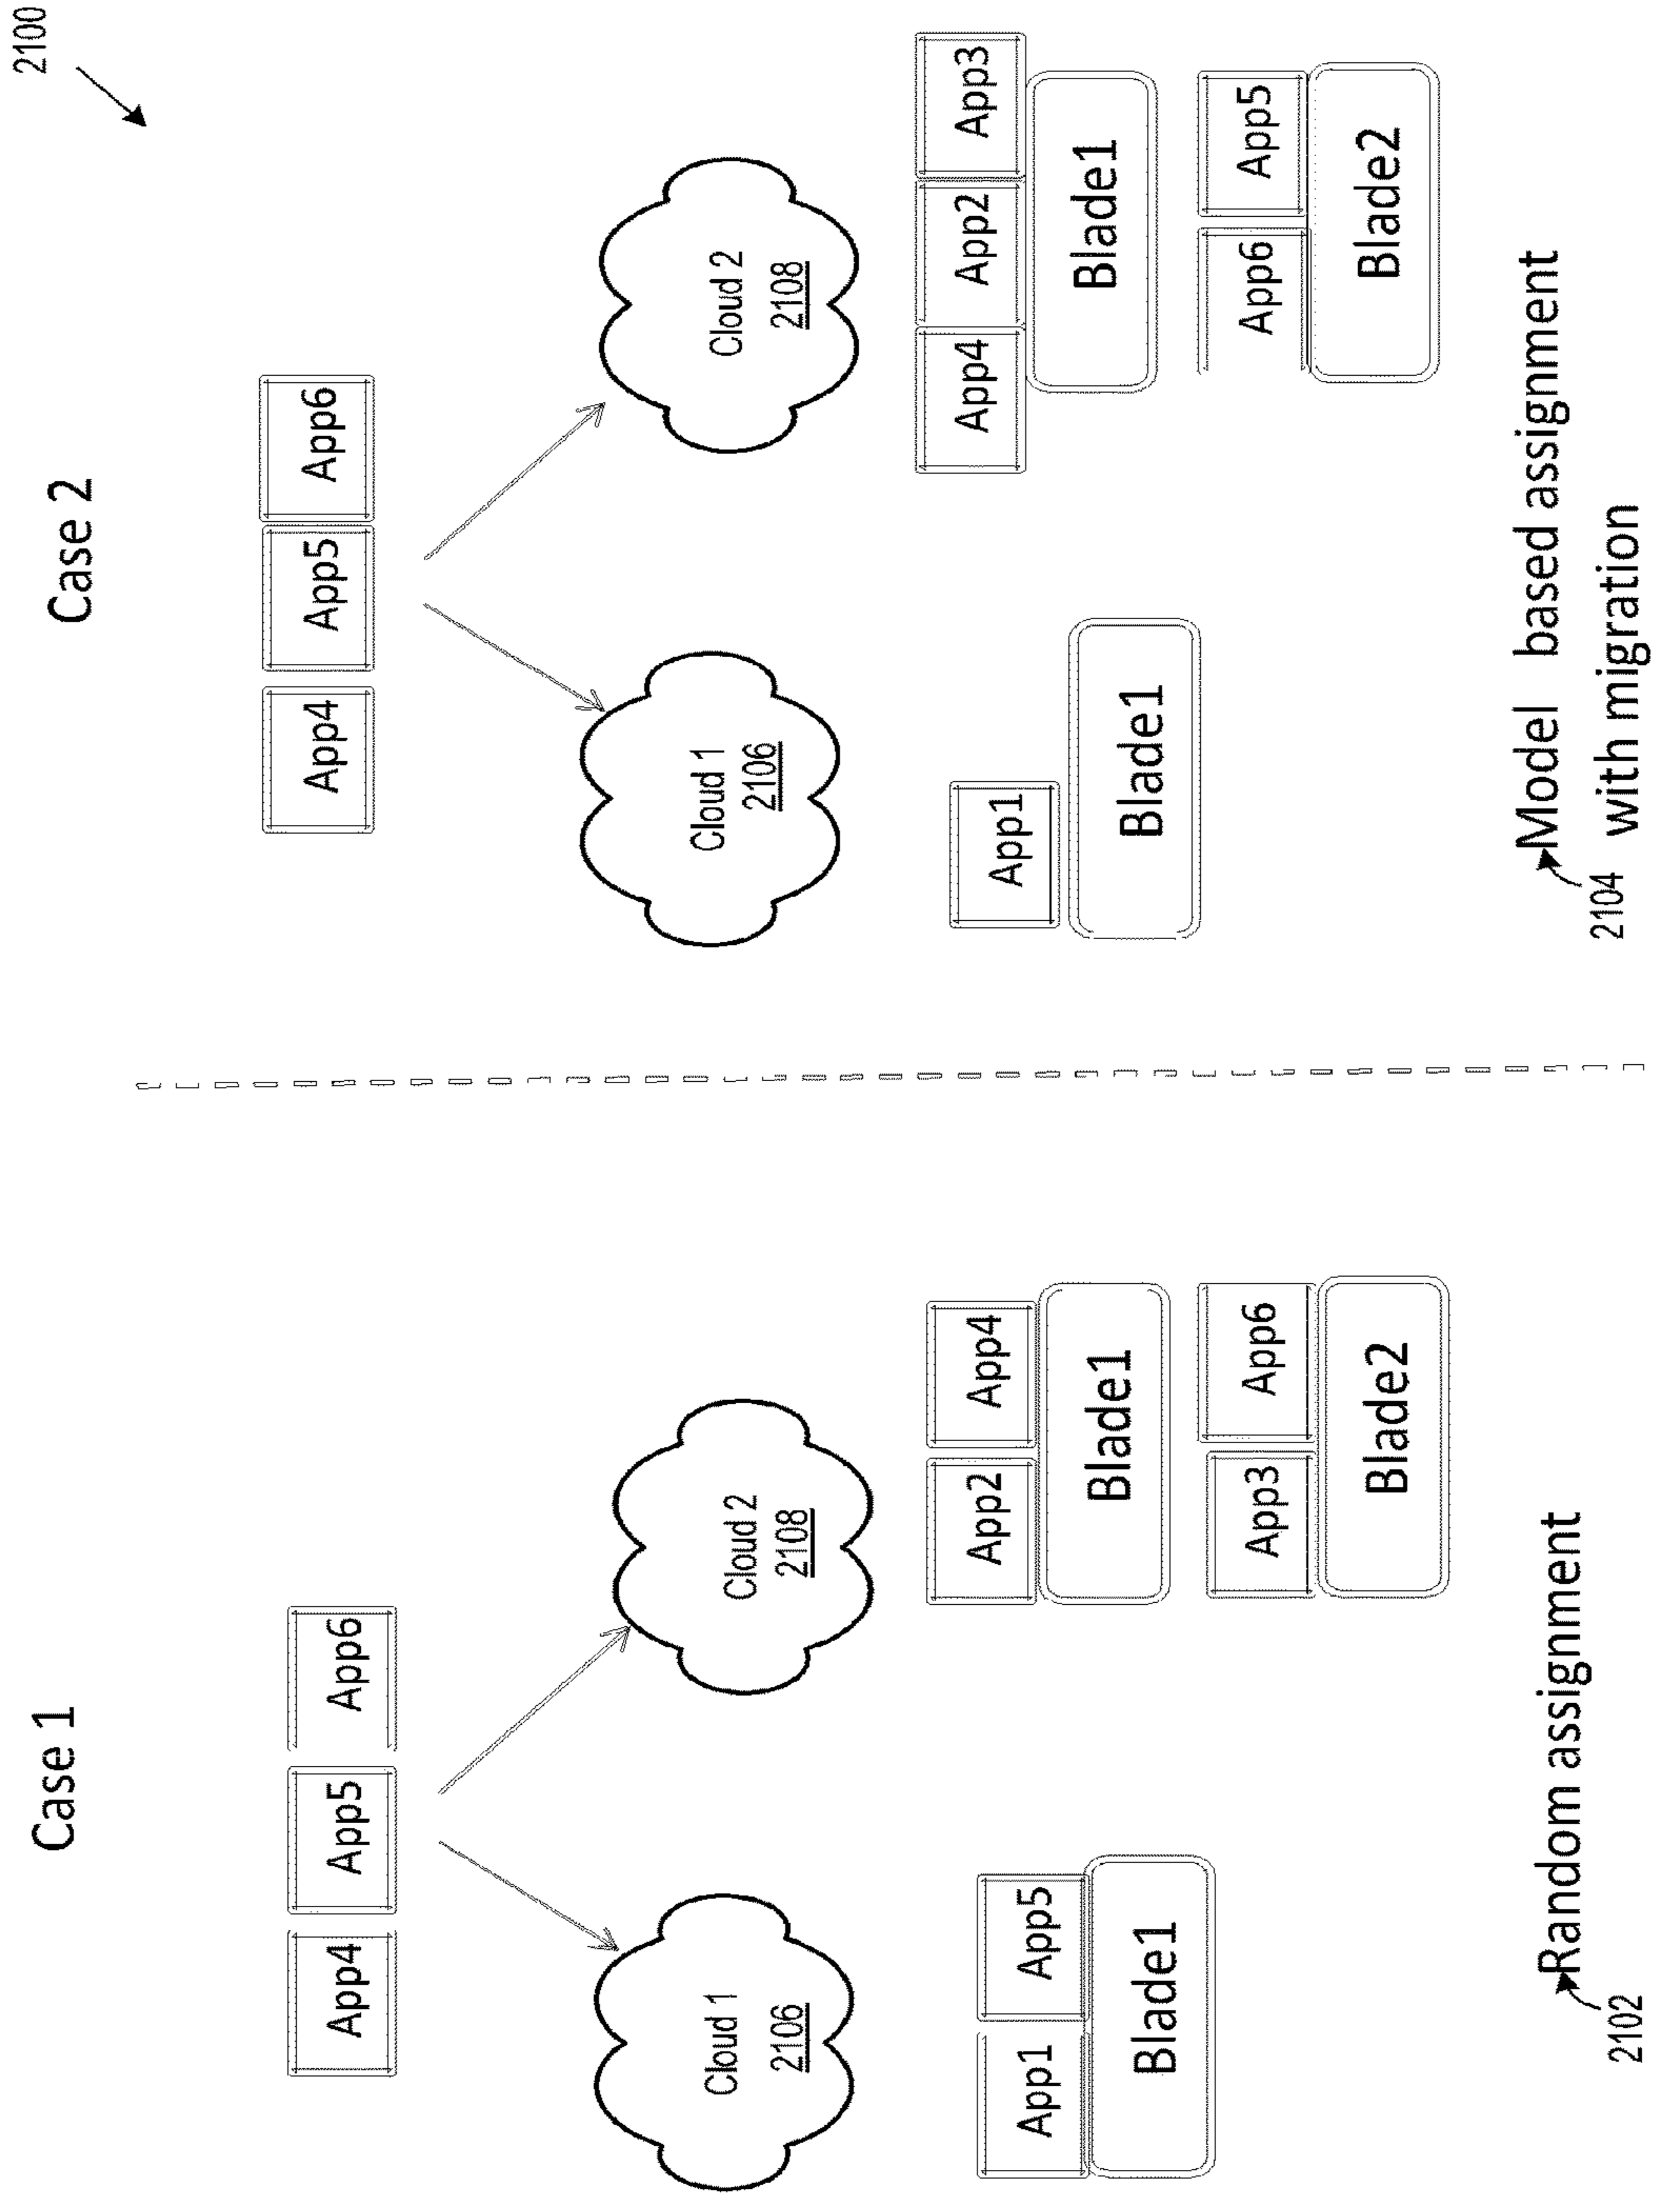 2100
Case 1
App4 App5 App6
Cloud 1
2106
Cloud 2
2108
App1 App5
Blade1
App2 App4
Blade1
App3 App6
Blade2
Random assignment
2102
Case 2
App4 App5 App6
Cloud 1
2106
Cloud 2
2108
App1
Blade1
App4 App2 App3
Blade1
App6 App5
Blade2
Model based assignment
with migration
2104